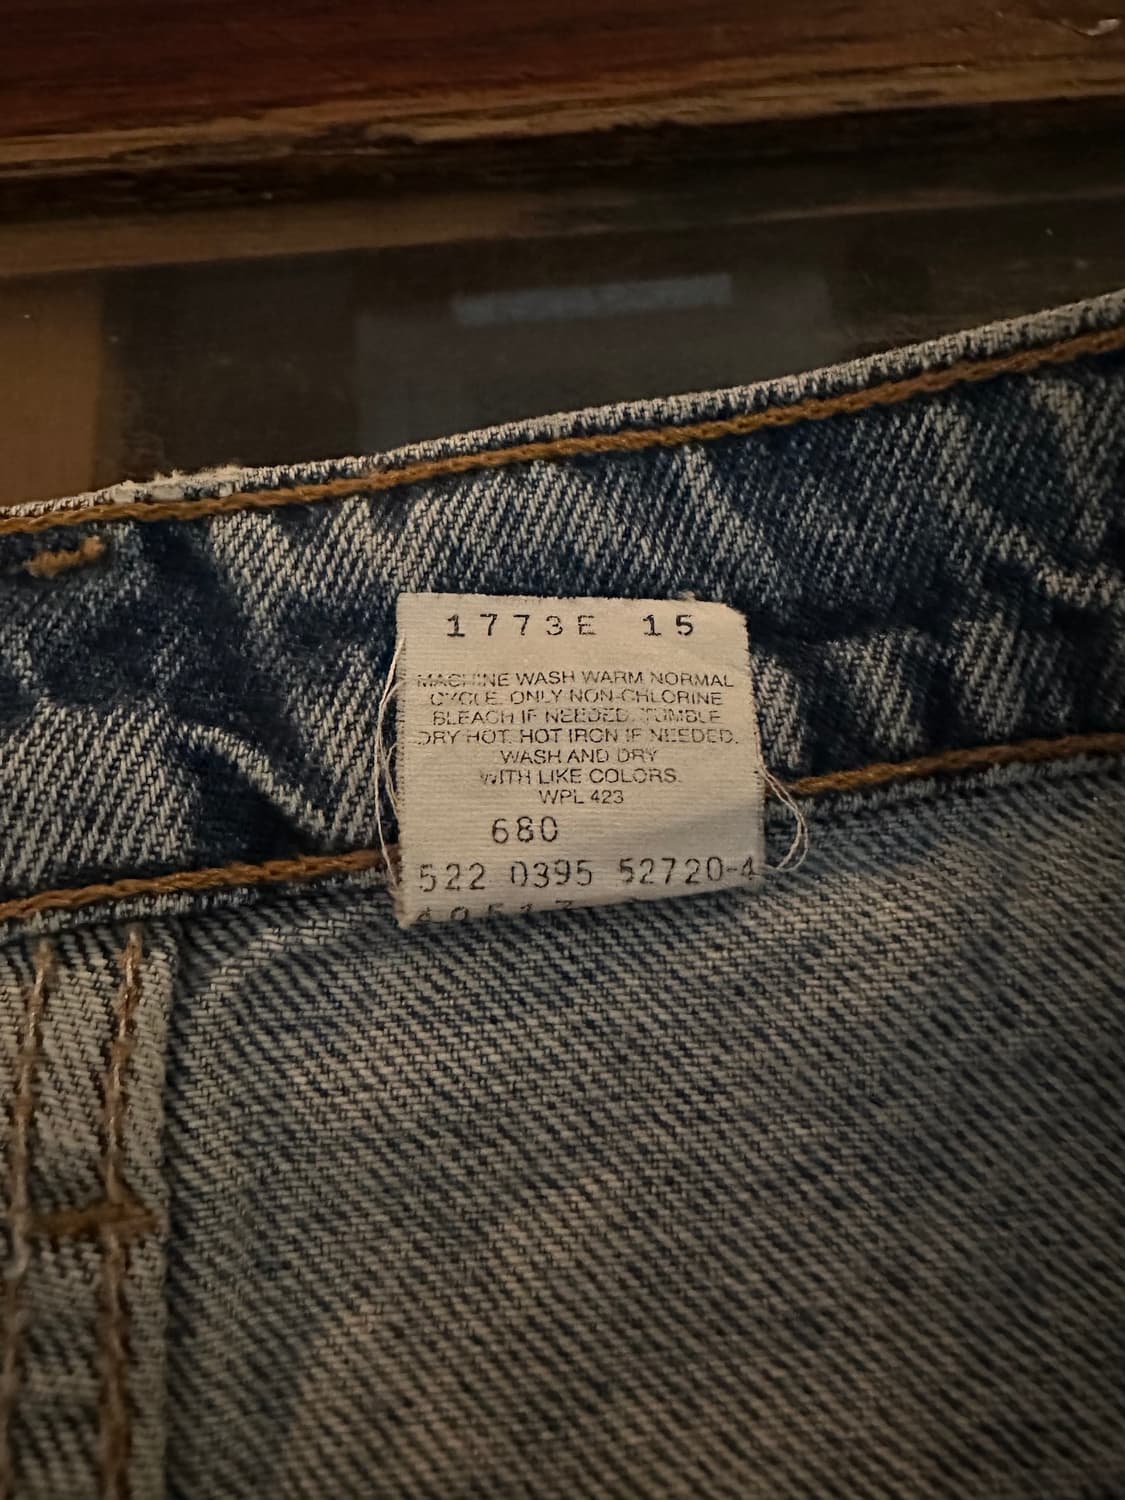 1773E 15
MACHINE WASH WARM NORMAL
CYCLE. ONLY NON-CHLORINE
BLEACH IF NEEDED. TUMBLE
DRY HOT. HOT IRON IF NEEDED.
WASH AND DRY
WITH LIKE COLORS.
WPL 423
680
522 0395 52720-4